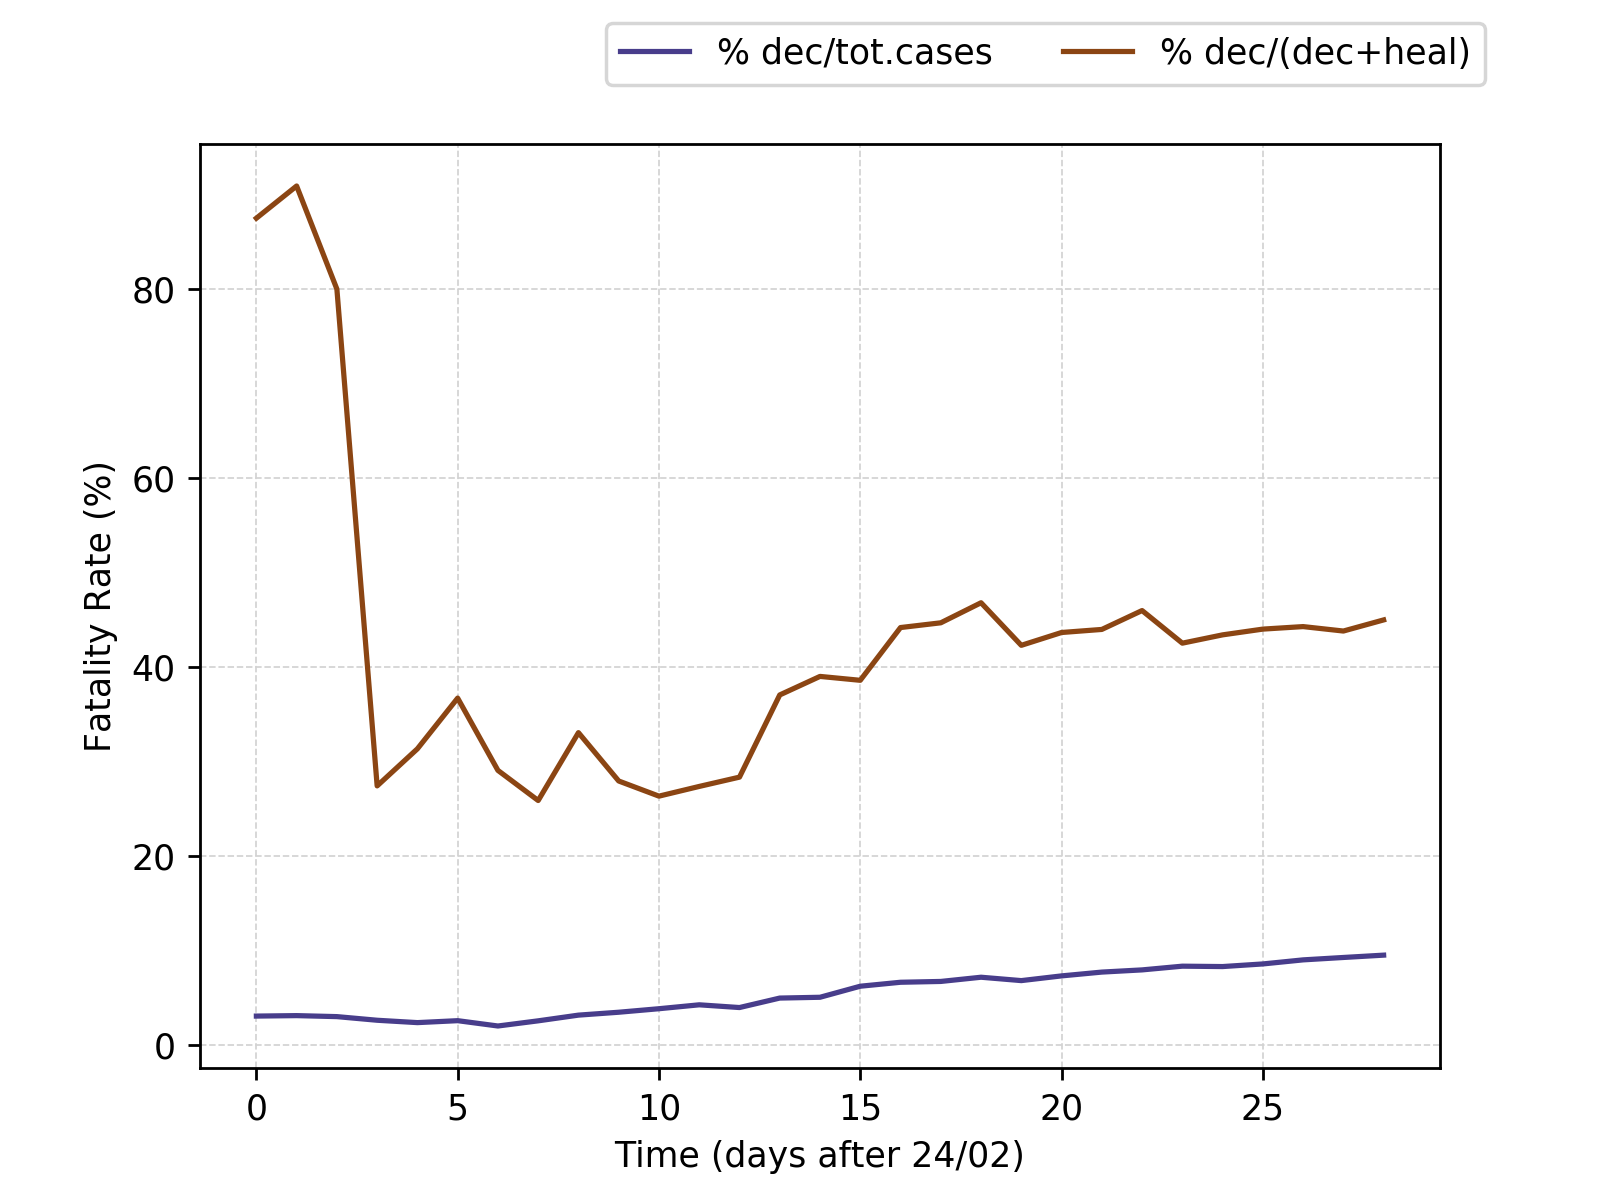 % dec/tot.cases % dec/(dec+heal)
Fatality Rate (%)
80
60
40
20
0
0 5 10 15 20 25
Time (days after 24/02)